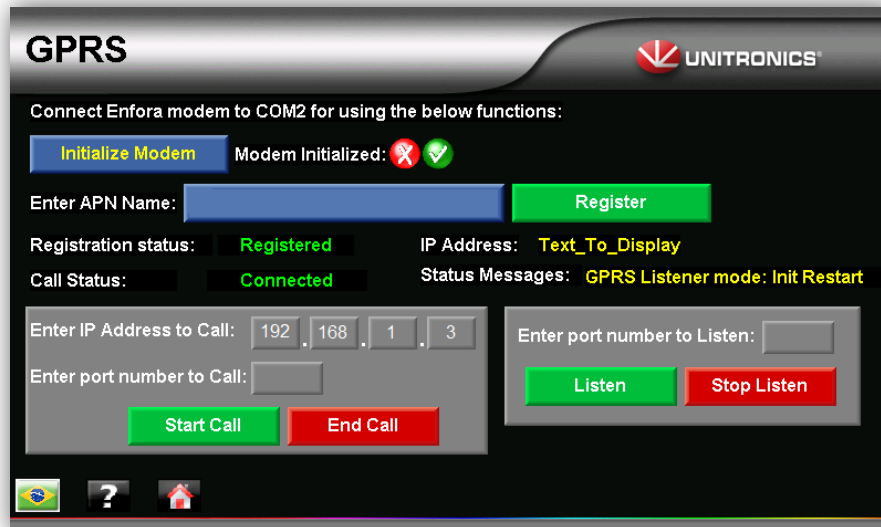 GPRS
UNITRONICS®
Connect Enfora modem to COM2 for using the below functions:
Initialize Modem
Modem Initialized:
Enter APN Name:
Register
Registration status: Registered
IP Address: Text_To_Display
Call Status: Connected
Status Messages: GPRS Listener mode: Init Restart
Enter IP Address to Call: 192 . 168 . 1 . 3
Enter port number to Call:
Start Call
End Call
Enter port number to Listen:
Listen
Stop Listen
?